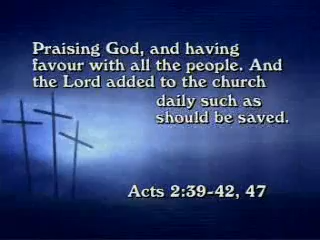 Praising God, and having
favour with all the people. And
the Lord added to the church
daily such as
should be saved.
Acts 2:39-42, 47